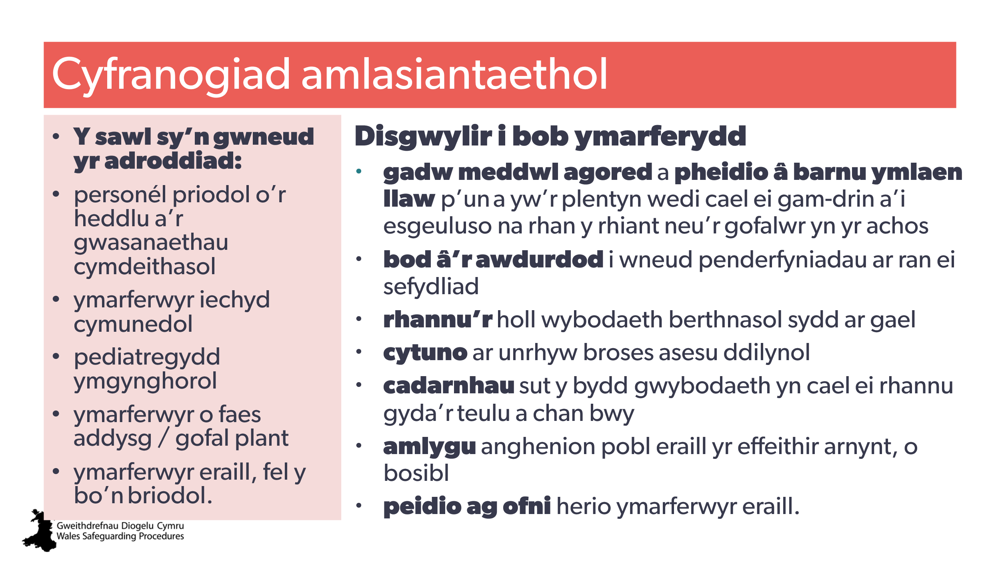 Cyfranogiad amlasiantaethol
• Y sawl sy’n gwneud
yr adroddiad:
• personél priodol o’r
heddlu a’r
gwasanaethau
cymdeithasol
• ymarferwyr iechyd
cymunedol
• pediatregydd
ymgynghorol
• ymarferwyr o faes
addysg / gofal plant
• ymarferwyr eraill, fel y
bo’n briodol.
Disgwylir i bob ymarferydd
• gadw meddwl agored a pheidio â barnu ymlaen
llaw p’un a yw’r plentyn wedi cael ei gam-drin a’i
esgeuluso na rhan y rhiant neu’r gofalwr yn yr achos
• bod â’r awdurdod i wneud penderfyniadau ar ran ei
sefydliad
• rhannu’r holl wybodaeth berthnasol sydd ar gael
• cytuno ar unrhyw broses asesu ddilynol
• cadarnhau sut y bydd gwybodaeth yn cael ei rhannu
gyda’r teulu a chan bwy
• amlygu anghenion pobl eraill yr effeithir arnynt, o
bosibl
• peidio ag ofni herio ymarferwyr eraill.
Gweithdrefnau Diogelu Cymru
Wales Safeguarding Procedures